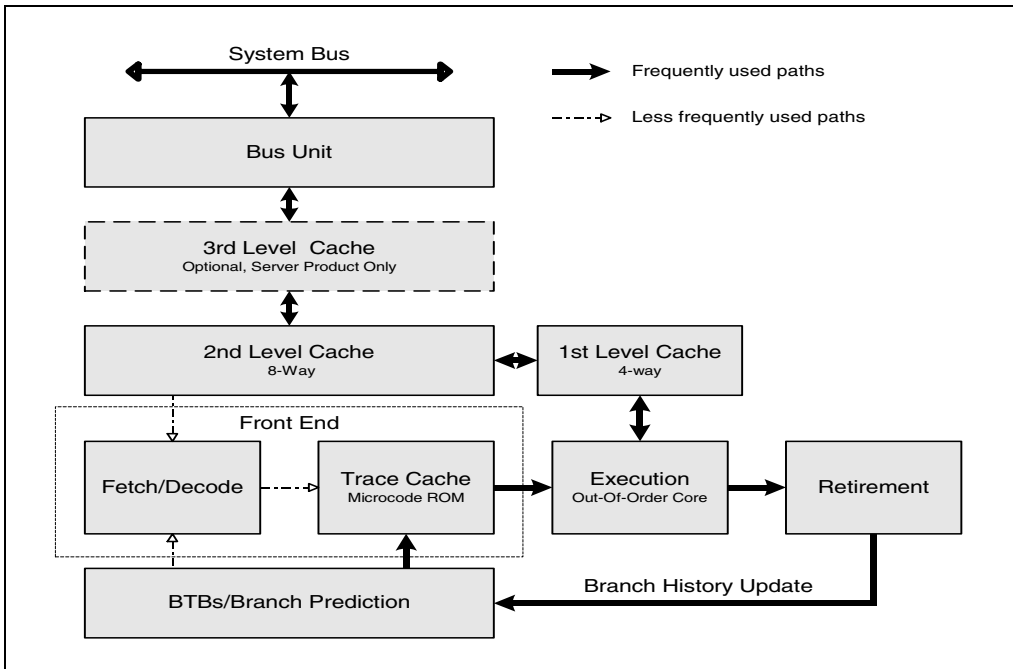 System Bus
Frequently used paths
Less frequently used paths
Bus Unit
3rd Level Cache
Optional, Server Product Only
2nd Level Cache
8-Way
1st Level Cache
4-way
Front End
Fetch/Decode
Trace Cache
Microcode ROM
Execution
Out-Of-Order Core
Retirement
BTBs/Branch Prediction
Branch History Update